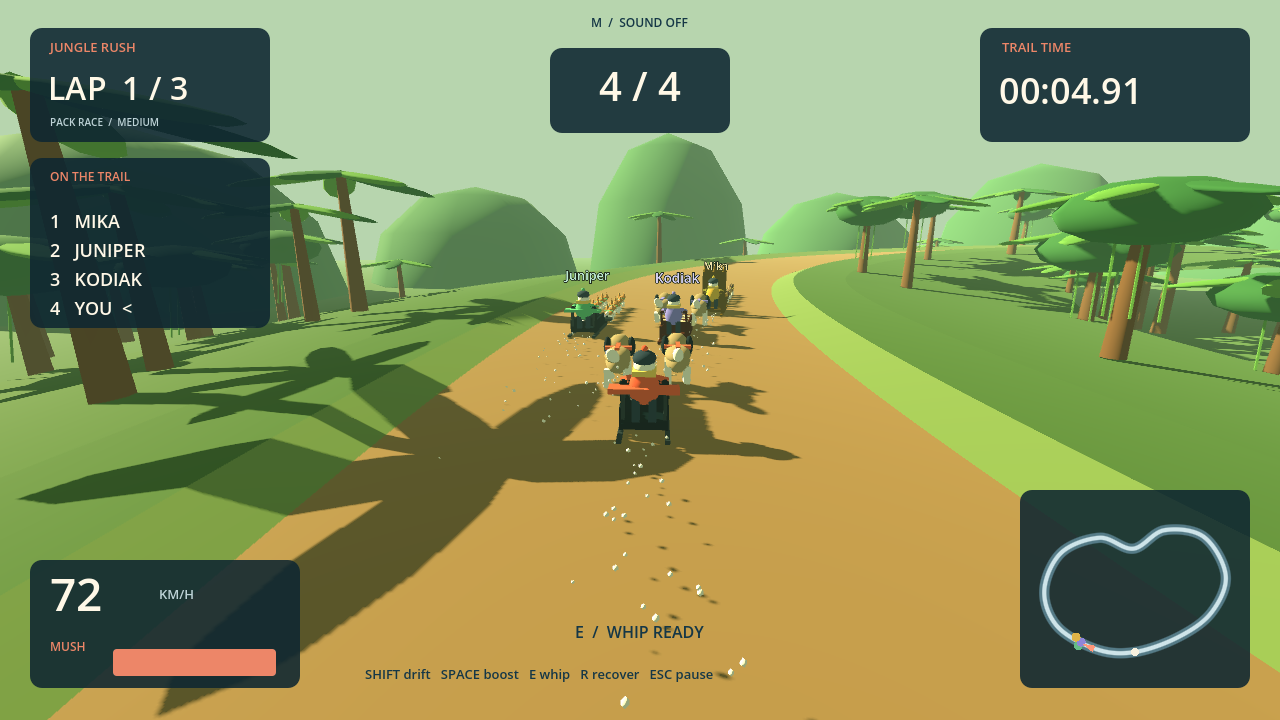 M / SOUND OFF
JUNGLE RUSH
LAP 1 / 3
PACK RACE / MEDIUM
4 / 4
TRAIL TIME
00:04.91
ON THE TRAIL
1 MIKA
2 JUNIPER
3 KODIAK
4 YOU <
Juniper
Kodiak
Mika
72 KM/H
MUSH
E / WHIP READY
SHIFT drift SPACE boost E whip R recover ESC pause